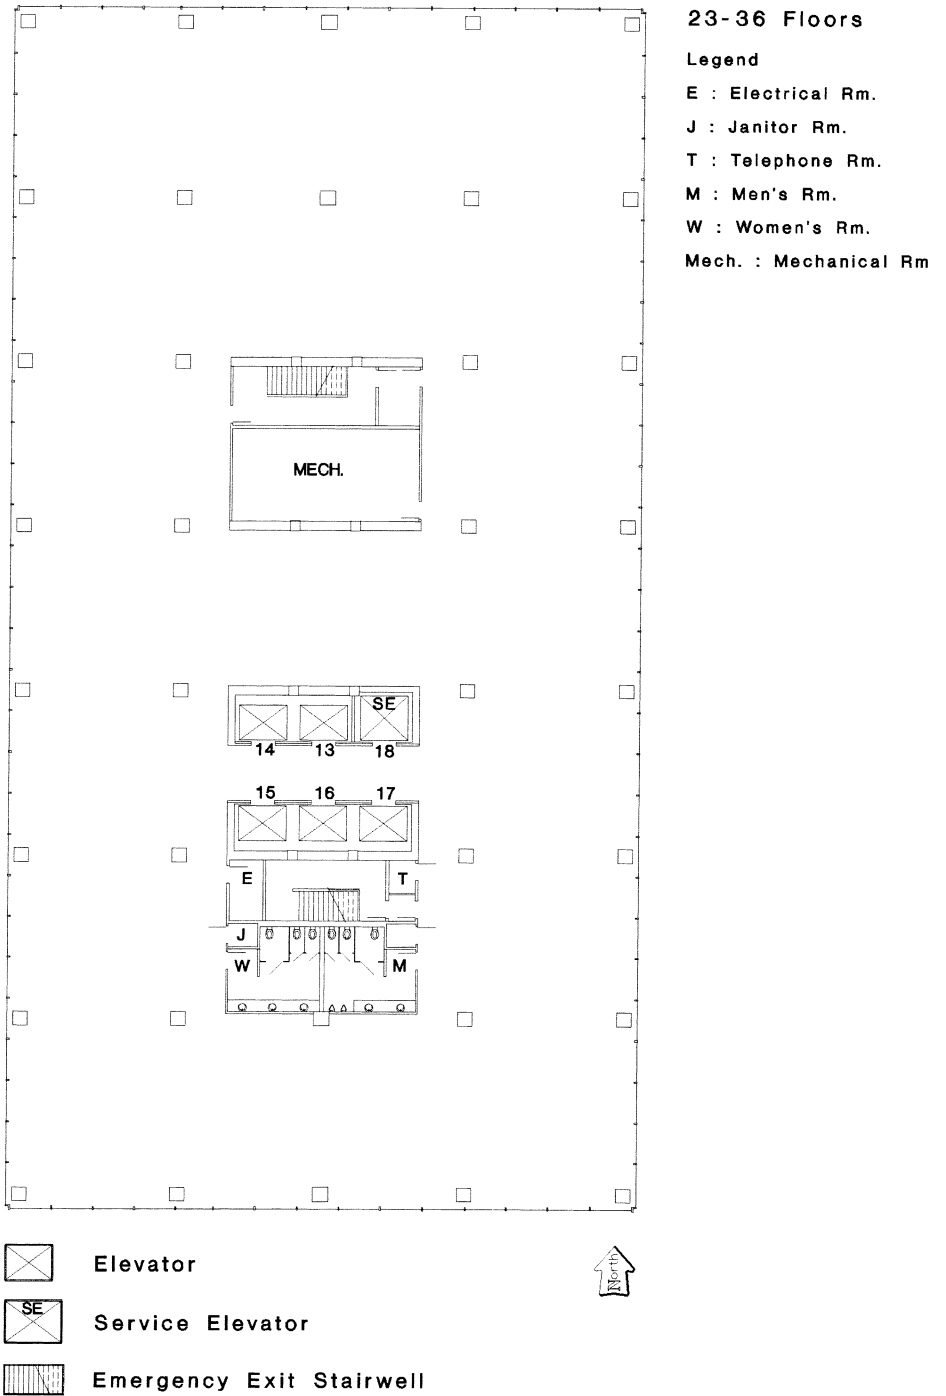 23-36 Floors
Legend
E : Electrical Rm.
J : Janitor Rm.
T : Telephone Rm.
M : Men's Rm.
W : Women's Rm.
Mech. : Mechanical Rm
MECH.
SE
14 13 18
15 16 17
E T
J
W M
Elevator
North
SE
Service Elevator
Emergency Exit Stairwell